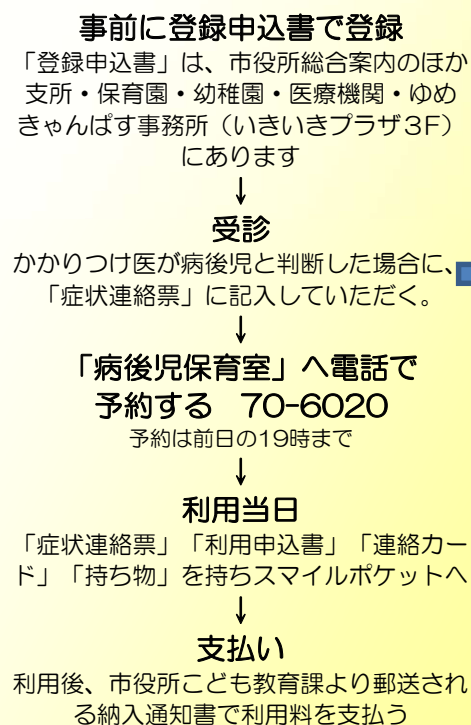 事前に登録申込書で登録
「登録申込書」は、市役所総合案内のほか
支所・保育園・幼稚園・医療機関・ゆめ
きゃんぱす事務所（いきいきプラザ３F）
にあります
↓
受診
かかりつけ医が病後児と判断した場合に、
「症状連絡票」に記入していただく。
↓
「病後児保育室」へ電話で
予約する　70-6020
予約は前日の19時まで
↓
利用当日
「症状連絡票」「利用申込書」「連絡カー
ド」「持ち物」を持ちスマイルポケットへ
↓
支払い
利用後、市役所こども教育課より郵送され
る納入通知書で利用料を支払う